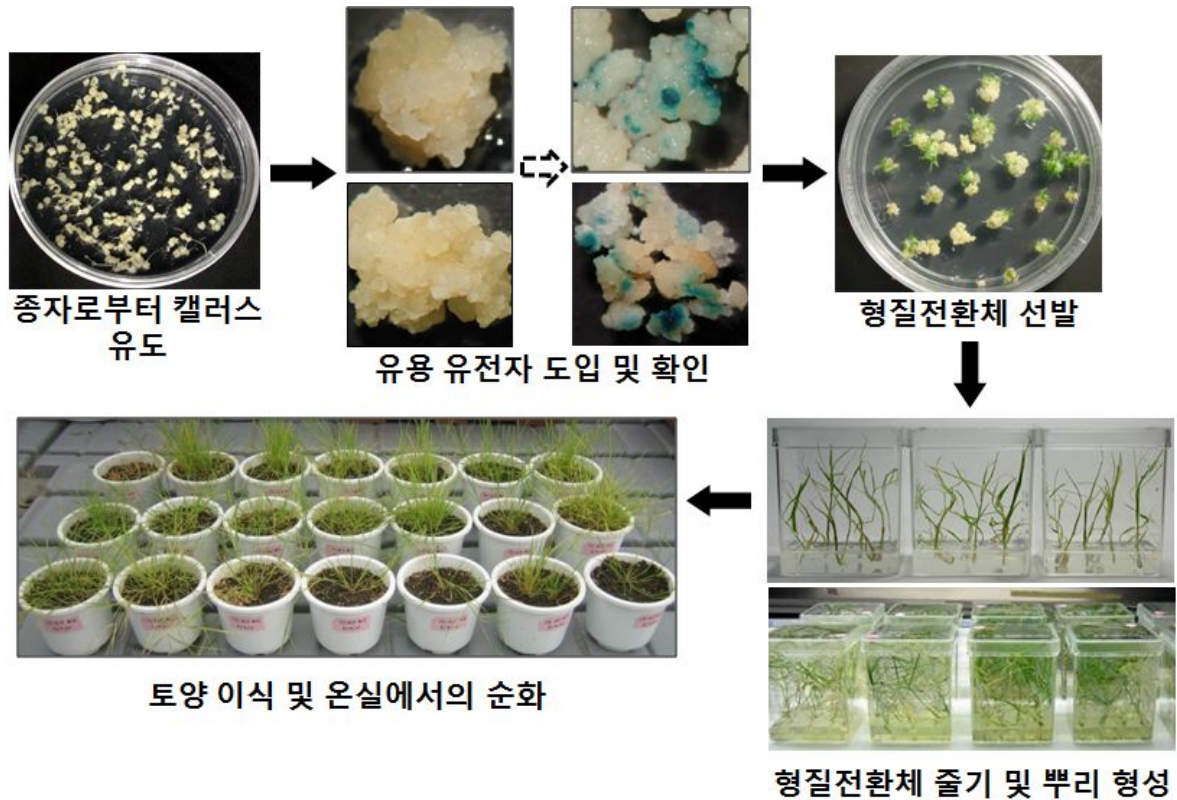 종자로부터 캘러스
유도
유용 유전자 도입 및 확인
형질전환체 선발
형질전환체 줄기 및 뿌리 형성
토양 이식 및 온실에서의 순화